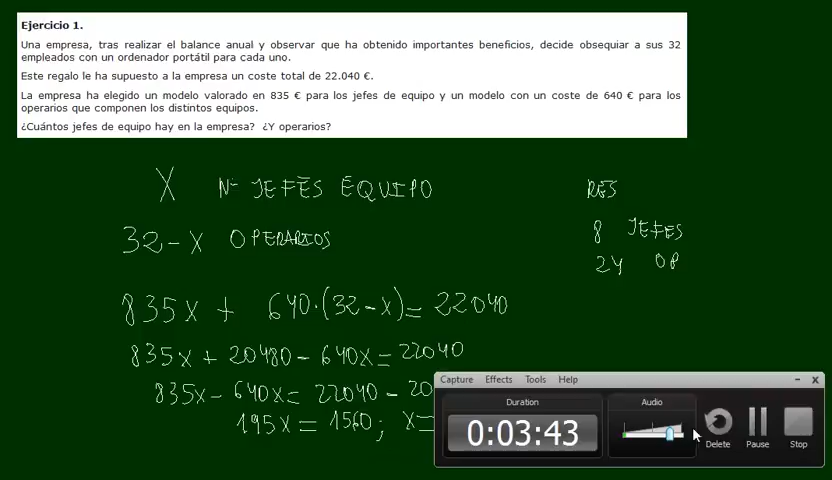 Ejercicio 1.
Una empresa, tras realizar el balance anual y observar que ha obtenido importantes beneficios, decide obsequiar a sus 32
empleados con un ordenador portátil para cada uno.
Este regalo le ha supuesto a la empresa un coste total de 22.040 €.
La empresa ha elegido un modelo valorado en 835 € para los jefes de equipo y un modelo con un coste de 640 € para los
operarios que componen los distintos equipos.
¿Cuántos jefes de equipo hay en la empresa? ¿Y operarios?
X Nº JEFES EQUIPO
RES
32-X OPERARIOS
8 JEFES
24 OP
835X + 640·(32-X)= 22040
835X + 20480 - 640X = 22040
835X - 640X = 22040 - 20
195X = 1560; X=
Capture Effects Tools Help
Duration
Audio
0:03:43
Delete Pause Stop